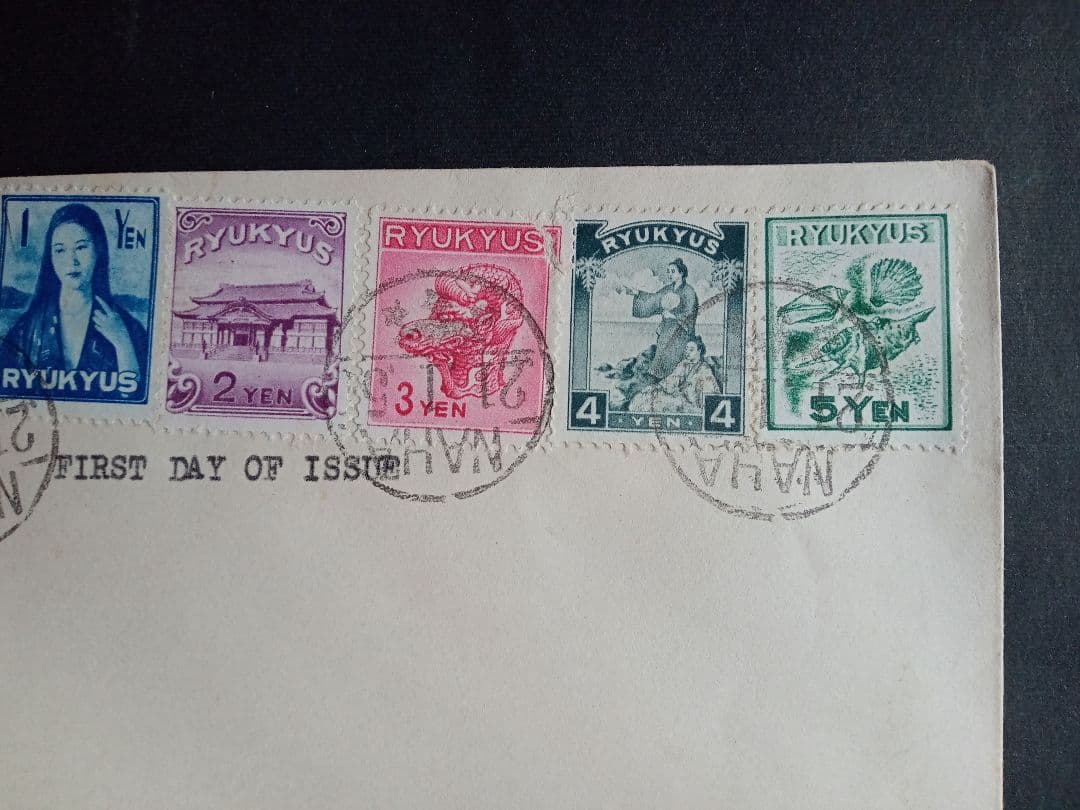 1 YEN
RYUKYUS
RYUKYUS
2 YEN
RYUKYUS
3 YEN
RYUKYUS
4 YEN 4
RYUKYUS
5 YEN
FIRST DAY OF ISSUE
NAHA
NAHA